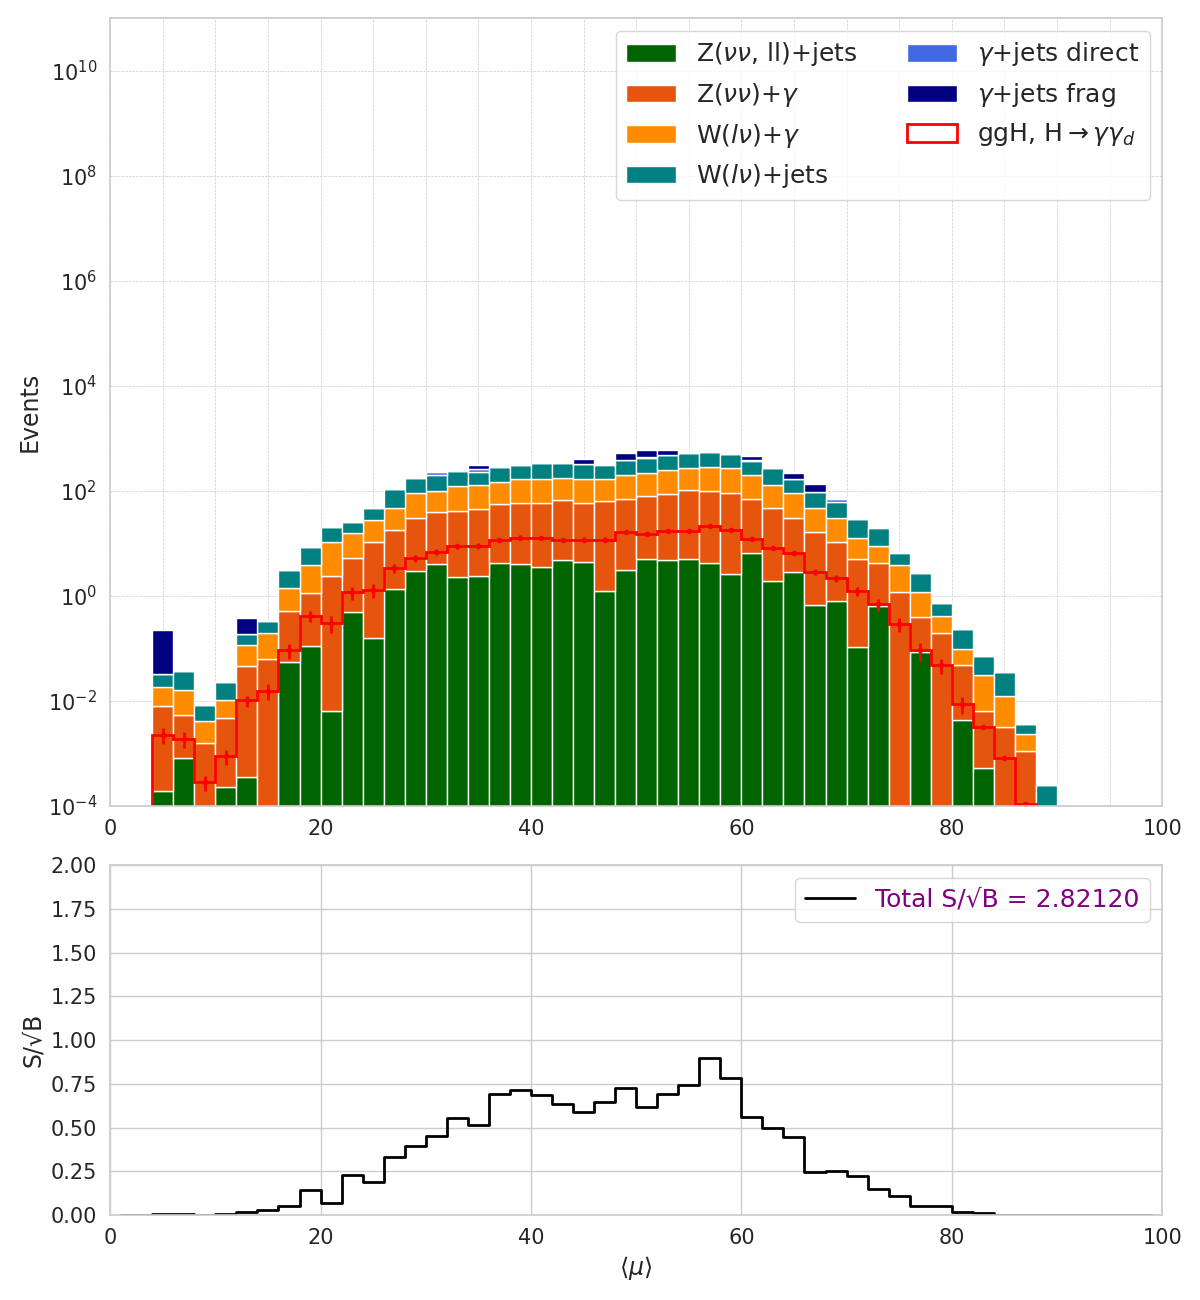 Z(νν, ll)+jets
Z(νν)+γ
W(lν)+γ
W(lν)+jets
γ+jets direct
γ+jets frag
ggH, H→γγ_d
Events
10^10
10^8
10^6
10^4
10^2
10^0
10^−2
10^−4
0 20 40 60 80 100
Total S/√B = 2.82120
S/√B
2.00
1.75
1.50
1.25
1.00
0.75
0.50
0.25
0.00
0 20 40 60 80 100
⟨μ⟩